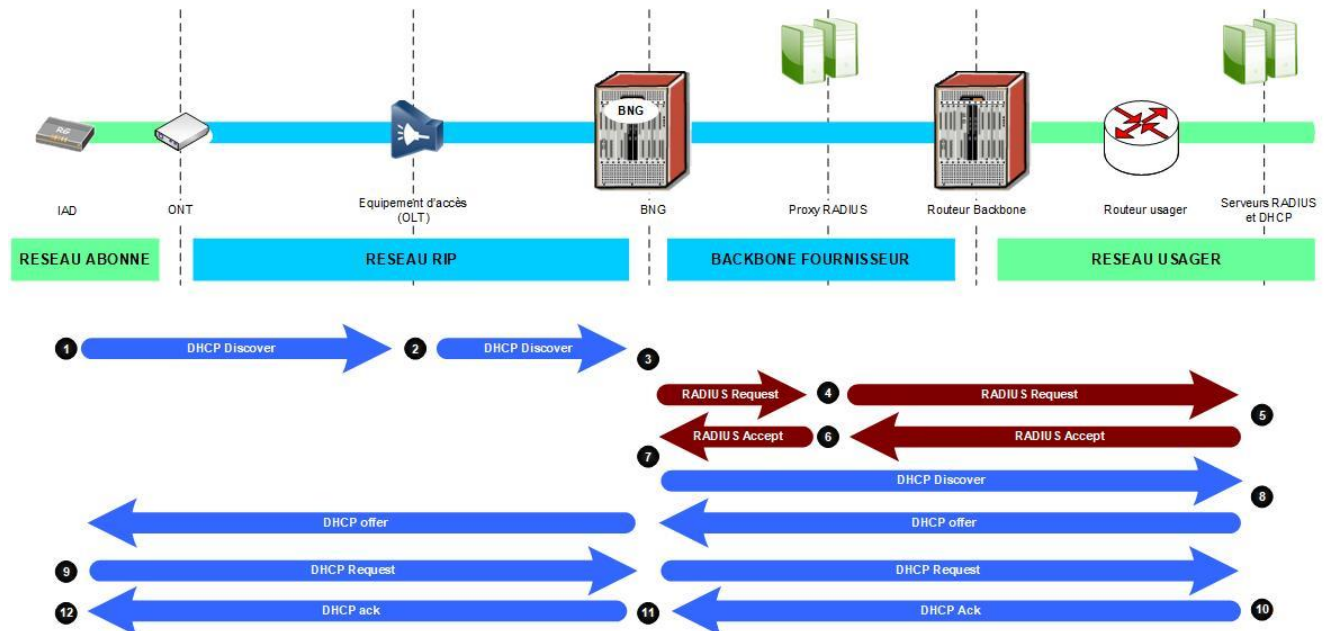 BNG
RG
IAD
ONT
Equipement d'accès
(OLT)
BNG
Proxy RADIUS
Routeur Backbone
Routeur usager
Serveurs RADIUS
et DHCP
RESEAU ABONNE
RESEAU RIP
BACKBONE FOURNISSEUR
RESEAU USAGER
1
DHCP Discover
2
DHCP Discover
3
RADIUS Request
4
RADIUS Request
5
RADIUS Accept
6
RADIUS Accept
7
DHCP Discover
8
DHCP offer
DHCP offer
9
DHCP Request
DHCP Request
12
DHCP ack
11
DHCP Ack
10